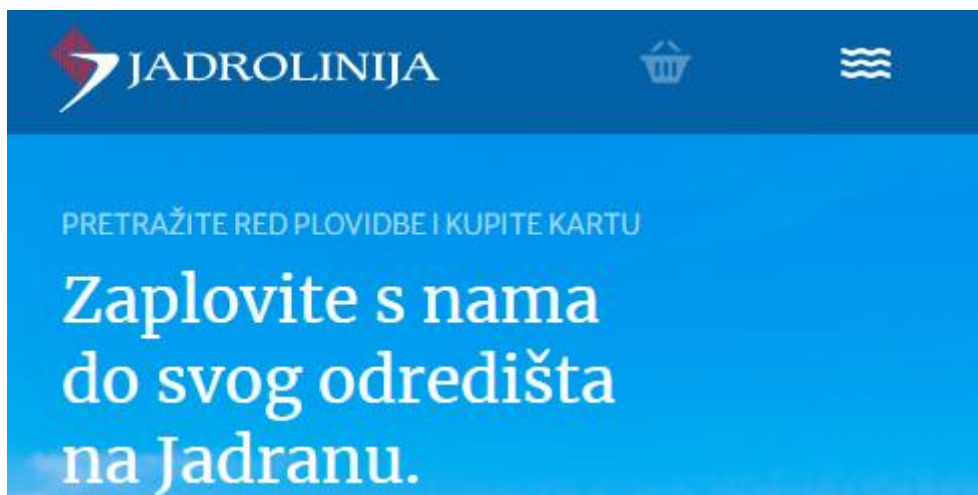 JADROLINIJA
PRETRAŽITE RED PLOVIDBE I KUPITE KARTU
Zaplovite s nama
do svog odredišta
na Jadranu.